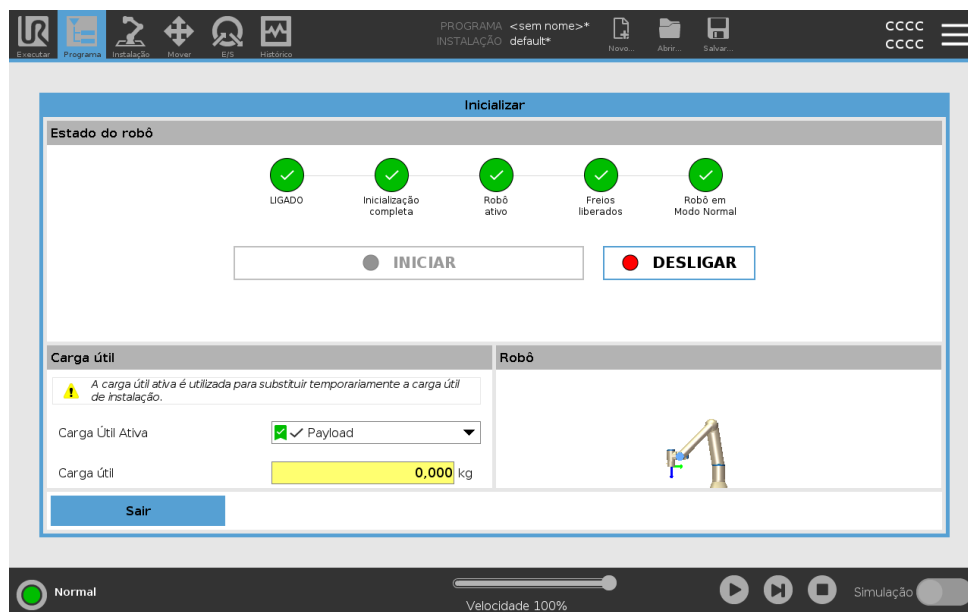 PROGRAMA <sem nome>*
INSTALAÇÃO default*
CCCC
CCCC
Executar Programa Instalação Mover E/S Histórico Novo... Abrir... Salvar...
Inicializar
Estado do robô
LIGADO
Inicialização
completa
Robô
ativo
Freios
liberados
Robô em
Modo Normal
INICIAR
DESLIGAR
Carga útil
A carga útil ativa é utilizada para substituir temporariamente a carga útil
de instalação.
Carga Útil Ativa Payload
Carga útil 0,000 kg
Robô
Sair
Normal
Velocidade 100%
Simulação